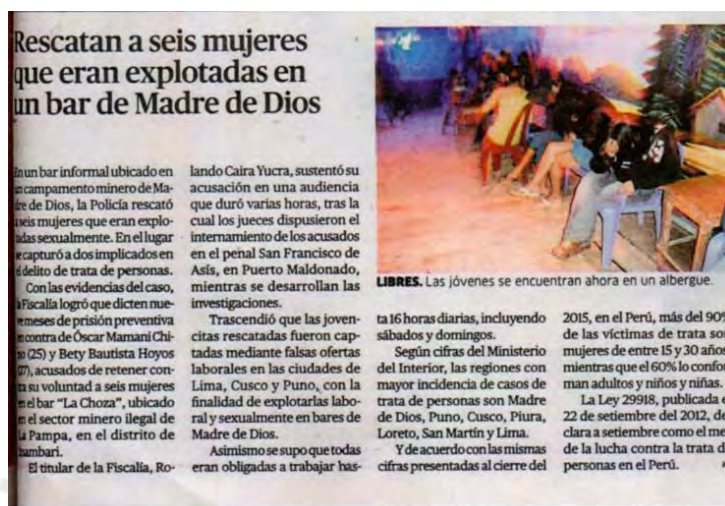 Rescatan a seis mujeres
que eran explotadas en
un bar de Madre de Dios
En un bar informal ubicado en
un campamento minero de Ma-
dre de Dios, la Policía rescató
a seis mujeres que eran explo-
tadas sexualmente. En el lugar
se capturó a dos implicados en
el delito de trata de personas.
Con las evidencias del caso,
la Fiscalía logró que dicten nue-
ve meses de prisión preventiva
en contra de Óscar Mamani Chi-
no (25) y Bety Bautista Hoyos
(27), acusados de retener con-
tra su voluntad a seis mujeres
en el bar “La Choza”, ubicado
en el sector minero ilegal de
La Pampa, en el distrito de
Inambari.
El titular de la Fiscalía, Ro-
lando Caira Yucra, sustentó su
acusación en una audiencia
que duró varias horas, tras la
cual los jueces dispusieron el
internamiento de los acusados
en el penal San Francisco de
Asís, en Puerto Maldonado,
mientras se desarrollan las
investigaciones.
Trascendió que las joven-
citas rescatadas fueron cap-
tadas mediante falsas ofertas
laborales en las ciudades de
Lima, Cusco y Puno, con la
finalidad de explotarlas labo-
ral y sexualmente en bares de
Madre de Dios.
Asimismo se supo que todas
eran obligadas a trabajar has-
LIBRES. Las jóvenes se encuentran ahora en un albergue.
ta 16 horas diarias, incluyendo
sábados y domingos.
Según cifras del Ministerio
del Interior, las regiones con
mayor incidencia de casos de
trata de personas son Madre
de Dios, Puno, Cusco, Piura,
Loreto, San Martín y Lima.
Y de acuerdo con las mismas
cifras presentadas al cierre del
2015, en el Perú, más del 90%
de las víctimas de trata son
mujeres de entre 15 y 30 años
mientras que el 60% lo confor
man adultos y niños y niñas.
La Ley 29918, publicada e
22 de setiembre del 2012, de
clara a setiembre como el me
de la lucha contra la trata d
personas en el Perú.